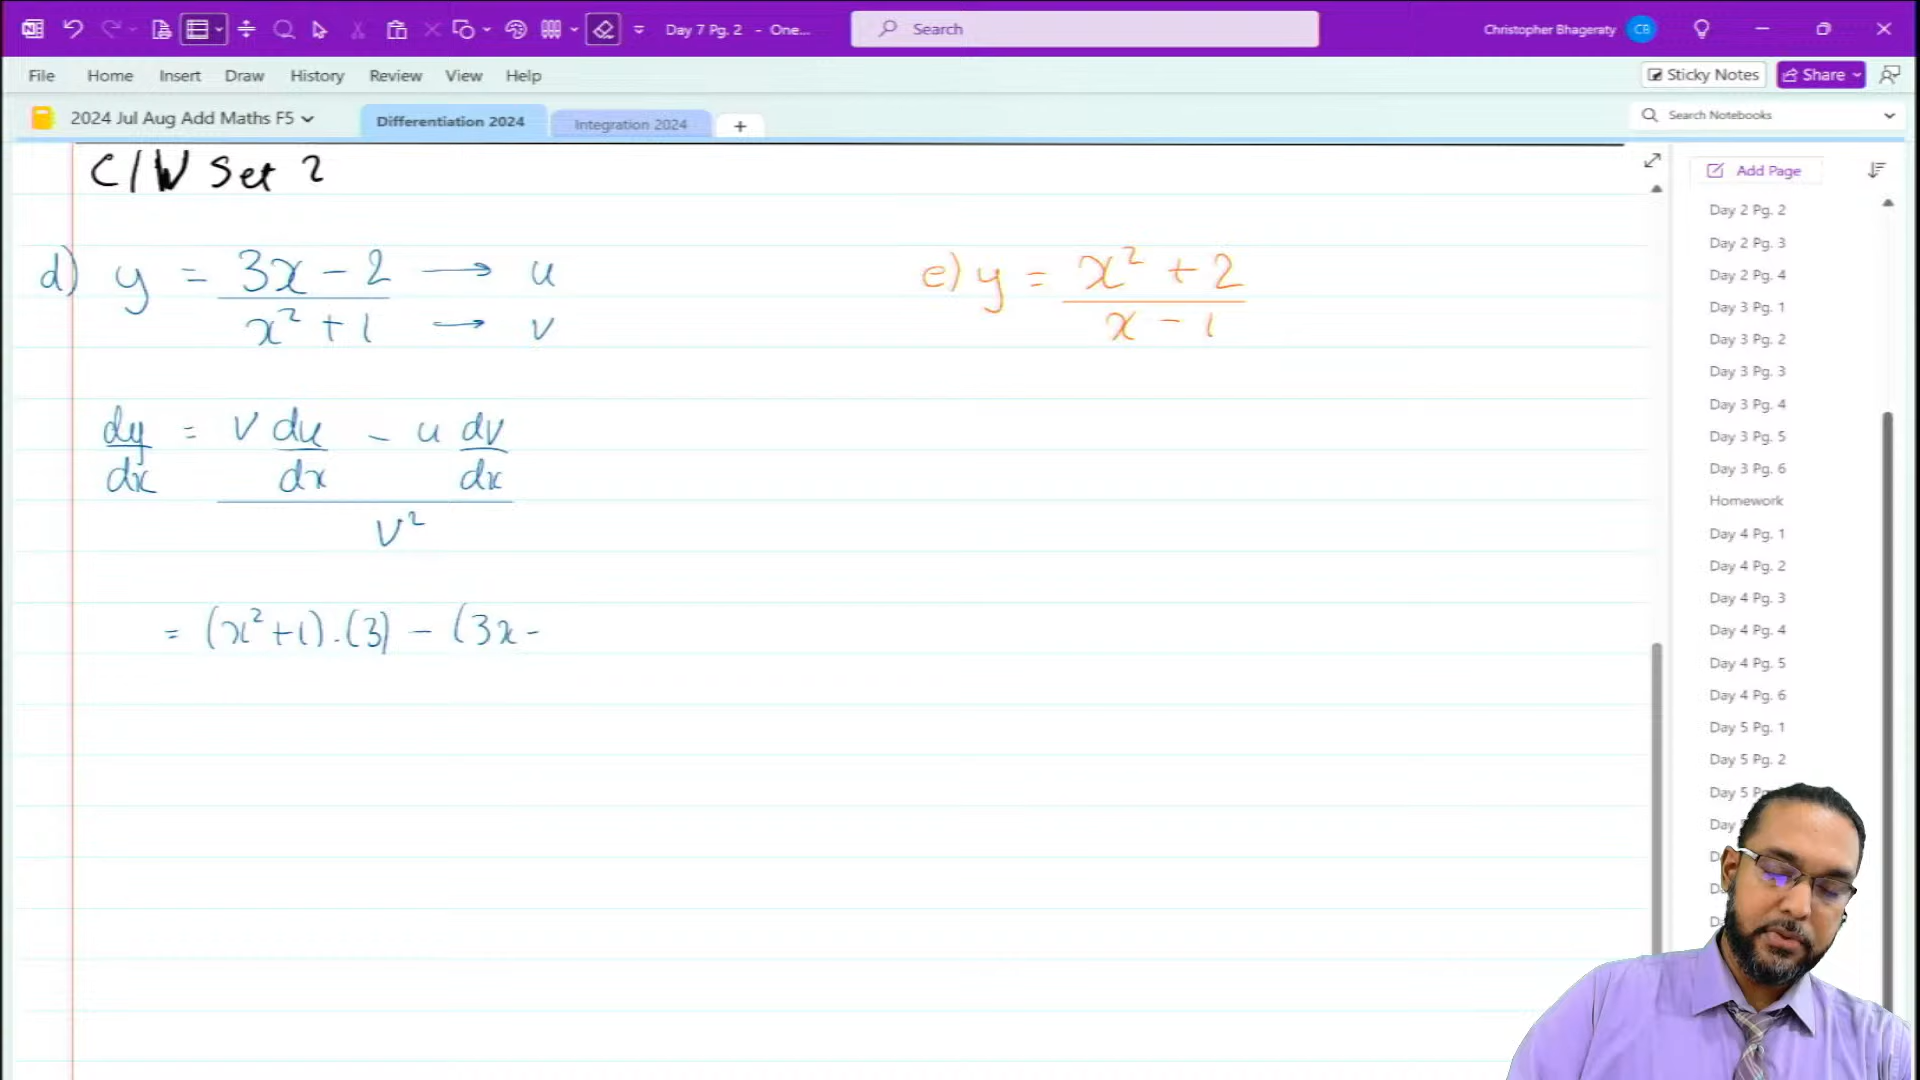 Day 7 Pg. 2 - One...
Search
Christopher Bhageraty
CB
File Home Insert Draw History Review View Help
Sticky Notes
Share
2024 Jul Aug Add Maths F5
Differentiation 2024
Integration 2024
+
Search Notebooks
C/W Set 2
Add Page
Day 2 Pg. 2
Day 2 Pg. 3
Day 2 Pg. 4
Day 3 Pg. 1
Day 3 Pg. 2
Day 3 Pg. 3
Day 3 Pg. 4
Day 3 Pg. 5
Day 3 Pg. 6
Homework
Day 4 Pg. 1
Day 4 Pg. 2
Day 4 Pg. 3
Day 4 Pg. 4
Day 4 Pg. 5
Day 4 Pg. 6
Day 5 Pg. 1
Day 5 Pg. 2
Day 5
Day
d) y = 3x - 2 → u
x² + 1 → v
dy = v du - u dv
dx dx dx
v²
= (x²+1).(3) - (3x -
e) y = x² + 2
x - 1